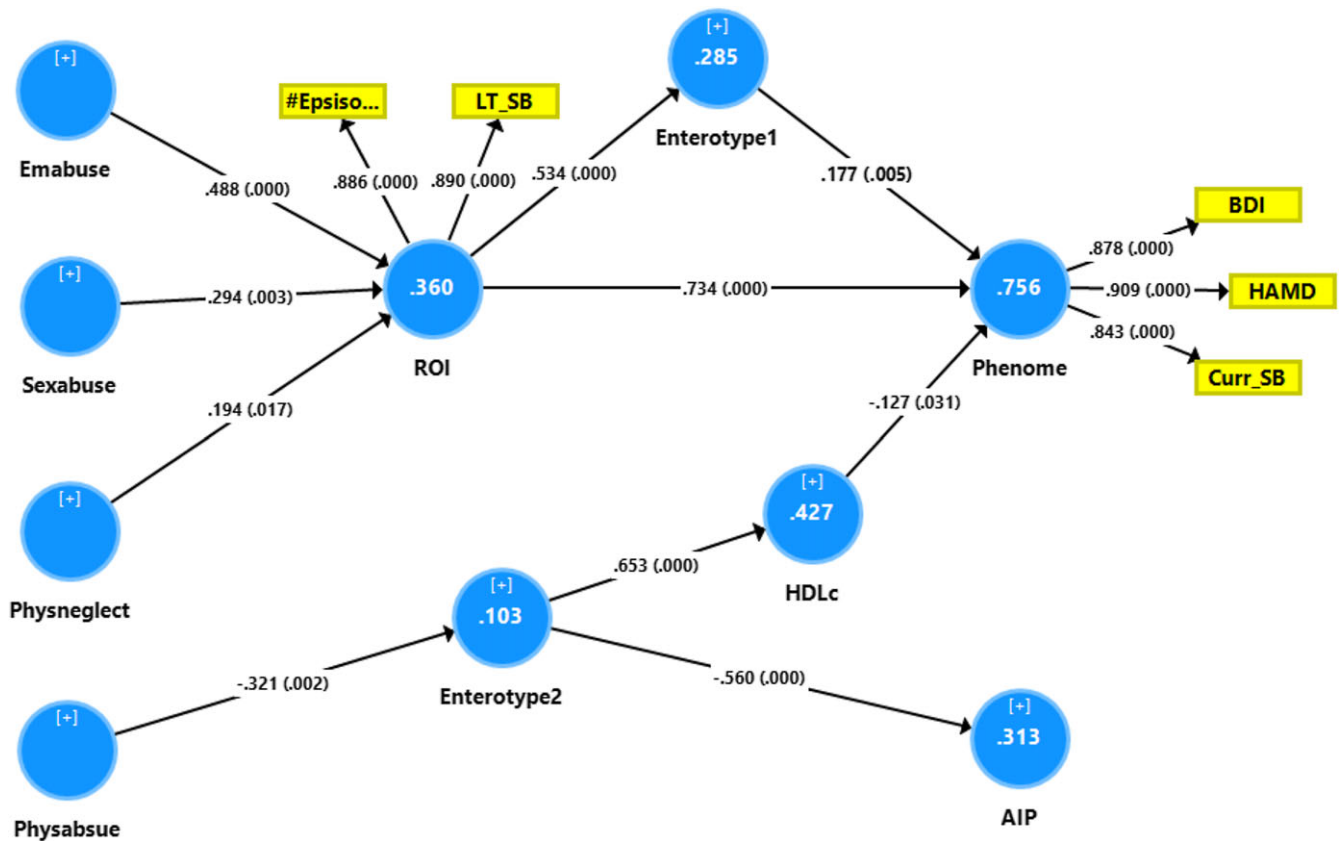 [+]
.285
Enterotype1
[+]
Emabuse
#Epsiso...
LT_SB
.488 (.000)
.886 (.000)
.890 (.000)
.534 (.000)
.177 (.005)
BDI
.878 (.000)
[+]
Sexabuse
.294 (.003)
.360
ROI
.734 (.000)
.756
Phenome
.909 (.000)
HAMD
.843 (.000)
Curr_SB
.194 (.017)
-.127 (.031)
[+]
Physneglect
[+]
.427
HDLc
.653 (.000)
[+]
.103
Enterotype2
-.321 (.002)
-.560 (.000)
[+]
Physabsue
[+]
.313
AIP